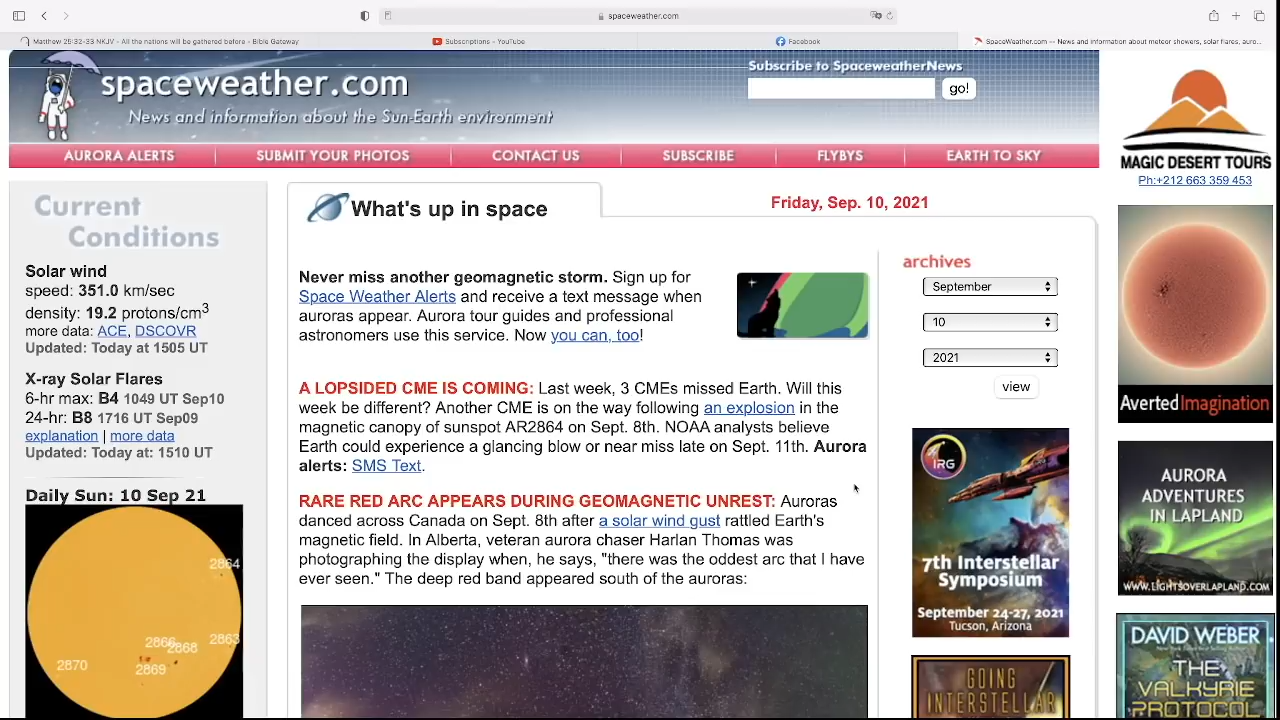 spaceweather.com
Matthew 25:32-33 NKJV - All the nations will be gathered before - Bible Gateway
Subscriptions - YouTube
Facebook
SpaceWeather.com -- News and information about meteor showers, solar flares, auro...
spaceweather.com
News and information about the Sun-Earth environment
Subscribe to SpaceweatherNews
go!
AURORA ALERTS
SUBMIT YOUR PHOTOS
CONTACT US
SUBSCRIBE
FLYBYS
EARTH TO SKY
Current
Conditions
Solar wind
speed: 351.0 km/sec
density: 19.2 protons/cm3
more data: ACE, DSCOVR
Updated: Today at 1505 UT
X-ray Solar Flares
6-hr max: B4 1049 UT Sep10
24-hr: B8 1716 UT Sep09
explanation | more data
Updated: Today at: 1510 UT
Daily Sun: 10 Sep 21
2864
2863
2866
2868
2870
2869
What's up in space
Friday, Sep. 10, 2021
Never miss another geomagnetic storm. Sign up for
Space Weather Alerts and receive a text message when
auroras appear. Aurora tour guides and professional
astronomers use this service. Now you can, too!
A LOPSIDED CME IS COMING: Last week, 3 CMEs missed Earth. Will this
week be different? Another CME is on the way following an explosion in the
magnetic canopy of sunspot AR2864 on Sept. 8th. NOAA analysts believe
Earth could experience a glancing blow or near miss late on Sept. 11th. Aurora
alerts: SMS Text.
RARE RED ARC APPEARS DURING GEOMAGNETIC UNREST: Auroras
danced across Canada on Sept. 8th after a solar wind gust rattled Earth's
magnetic field. In Alberta, veteran aurora chaser Harlan Thomas was
photographing the display when, he says, "there was the oddest arc that I have
ever seen." The deep red band appeared south of the auroras:
archives
September
10
2021
view
IRG
7th Interstellar
Symposium
September 24-27, 2021
Tucson, Arizona
GOING
INTERSTELLAR
MAGIC DESERT TOURS
Ph:+212 663 359 453
AvertedImagination
AURORA
ADVENTURES
IN LAPLAND
WWW.LIGHTSOVERLAPLAND.COM
DAVID WEBER
THE
VALKYRIE
PROTOCOL